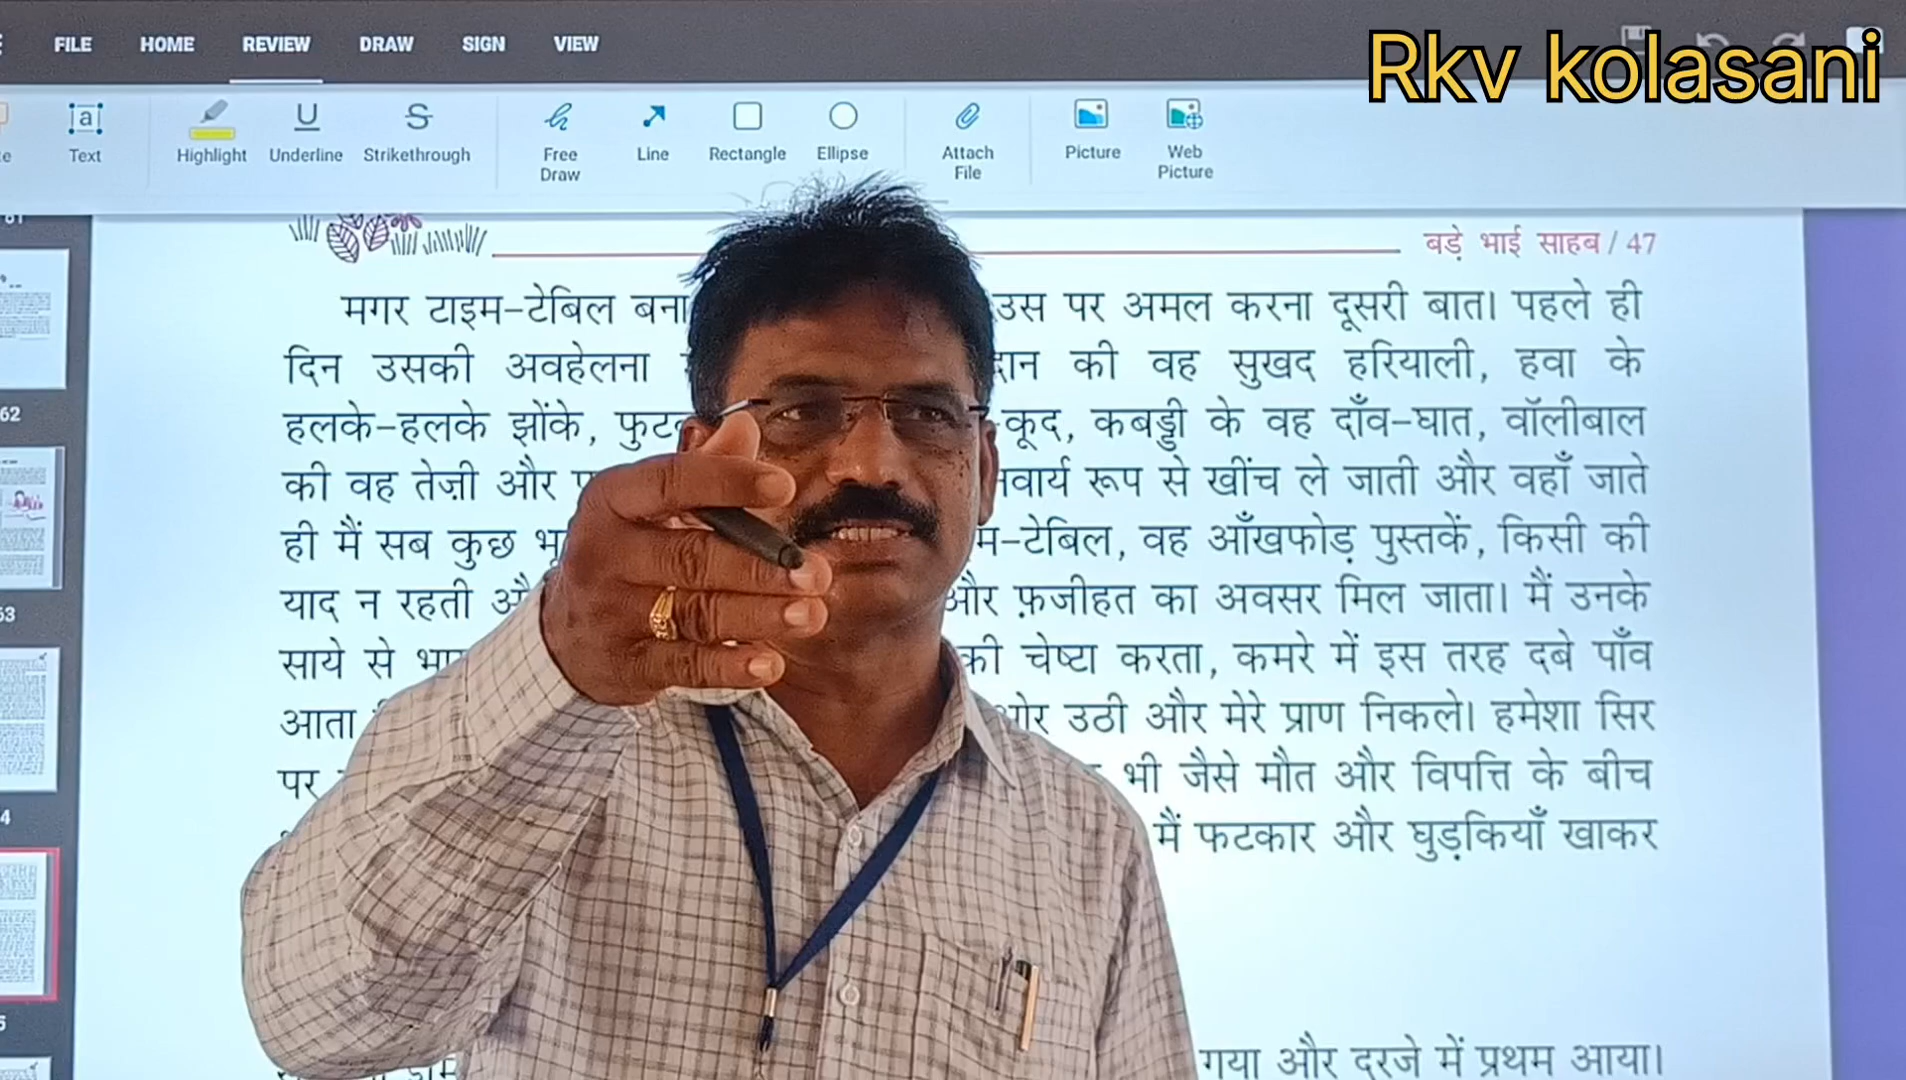 Rkv kolasani
FILE HOME REVIEW DRAW SIGN VIEW
Text Highlight Underline Strikethrough Free Draw Line Rectangle Ellipse Attach File Picture Web Picture
62
बड़े भाई साहब / 47
मगर टाइम-टेबिल बना उस पर अमल करना दूसरी बात। पहले ही
दिन उसकी अवहेलना की वह सुखद हरियाली, हवा के
हलके-हलके झोंके, कूद, कबड्डी के वह दाँव-घात, वॉलीबाल
की वह तेज़ी और रूप से खींच ले जाती और वहाँ जाते
ही मैं सब कुछ टेबिल, वह आँखफोड़ पुस्तकें, किसी की
याद न रहती और फ़जीहत का अवसर मिल जाता। मैं उनके
साये से की चेष्टा करता, कमरे में इस तरह दबे पाँव
आता उठी और मेरे प्राण निकले। हमेशा सिर
पर भी जैसे मौत और विपत्ति के बीच
मैं फटकार और घुड़कियाँ खाकर
गया और दरजे में प्रथम आया।